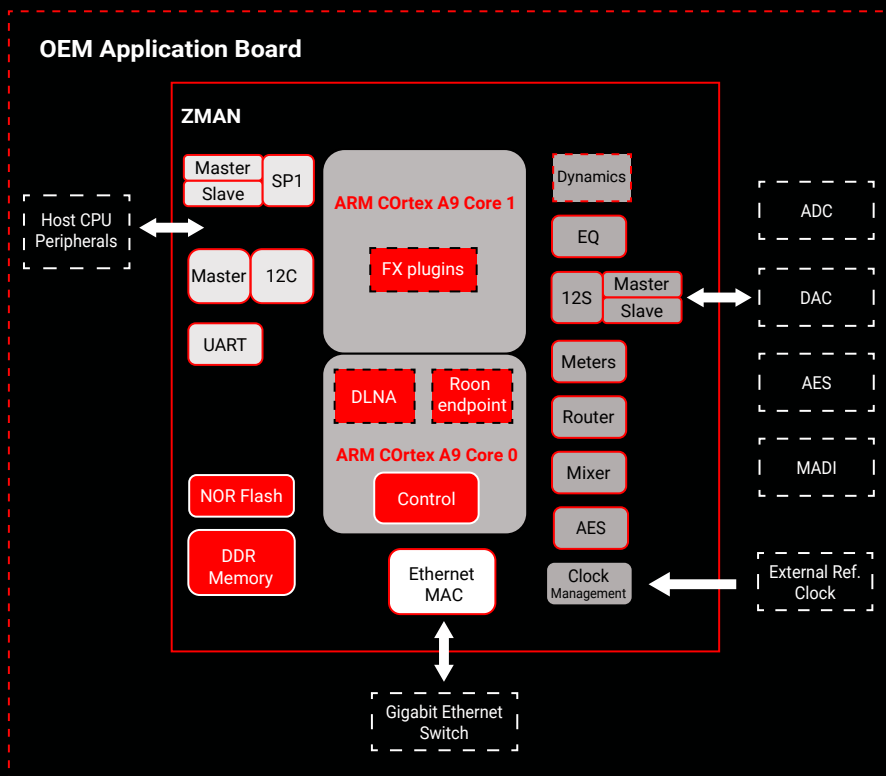 OEM Application Board
ZMAN
Master
Slave
SP1
Host CPU
Peripherals
Master
12C
UART
NOR Flash
DDR
Memory
ARM COrtex A9 Core 1
FX plugins
DLNA
Roon
endpoint
ARM COrtex A9 Core 0
Control
Ethernet
MAC
Gigabit Ethernet
Switch
Dynamics
EQ
12S
Master
Slave
Meters
Router
Mixer
AES
Clock
Management
ADC
DAC
AES
MADI
External Ref.
Clock